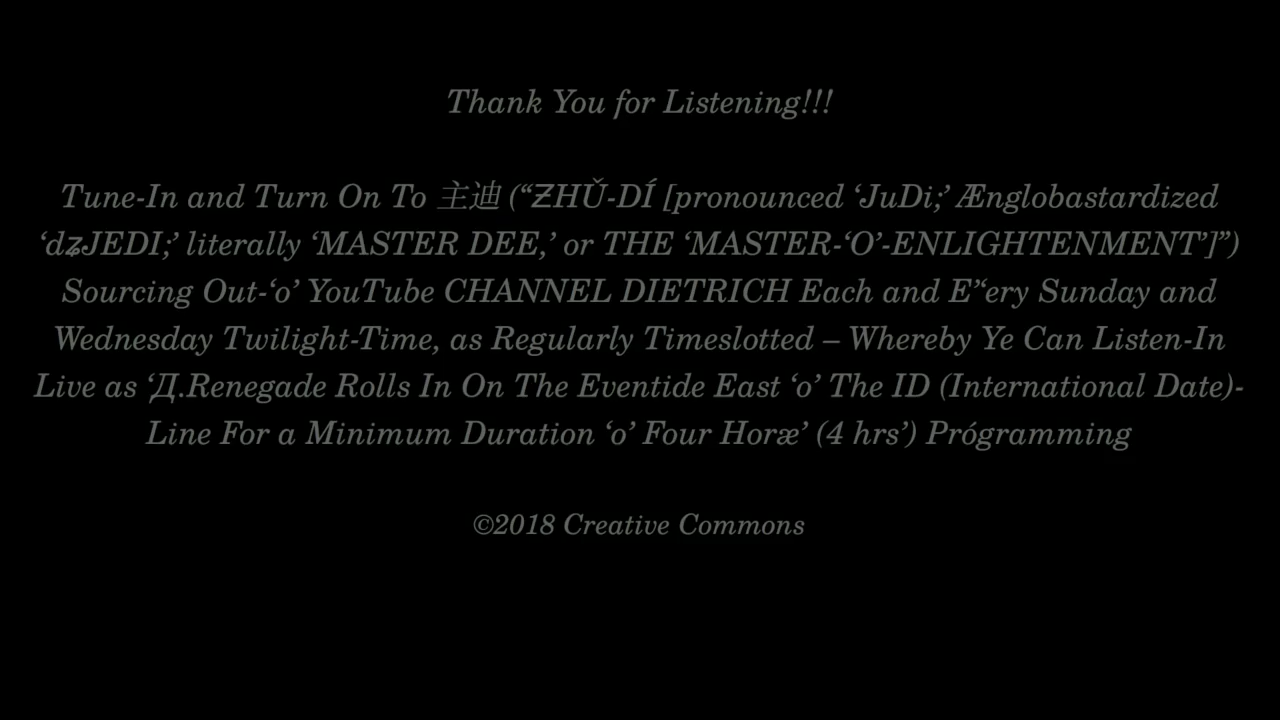 Thank You for Listening!!!
Tune-In and Turn On To 主迪 (“ƵHǓ-DÍ [pronounced ‘JuDi;’ Ænglobastardized
‘dʑJEDI;’ literally ‘MASTER DEE,’ or THE ‘MASTER-‘O’-ENLIGHTENMENT’]”)
Sourcing Out-‘o’ YouTube CHANNEL DIETRICH Each and E”‘ery Sunday and
Wednesday Twilight-Time, as Regularly Timeslotted – Whereby Ye Can Listen-In
Live as ‘Д.Renegade Rolls In On The Eventide East ‘o’ The ID (International Date)-
Line For a Minimum Duration ‘o’ Four Horæ’ (4 hrs’) Prógramming
©2018 Creative Commons